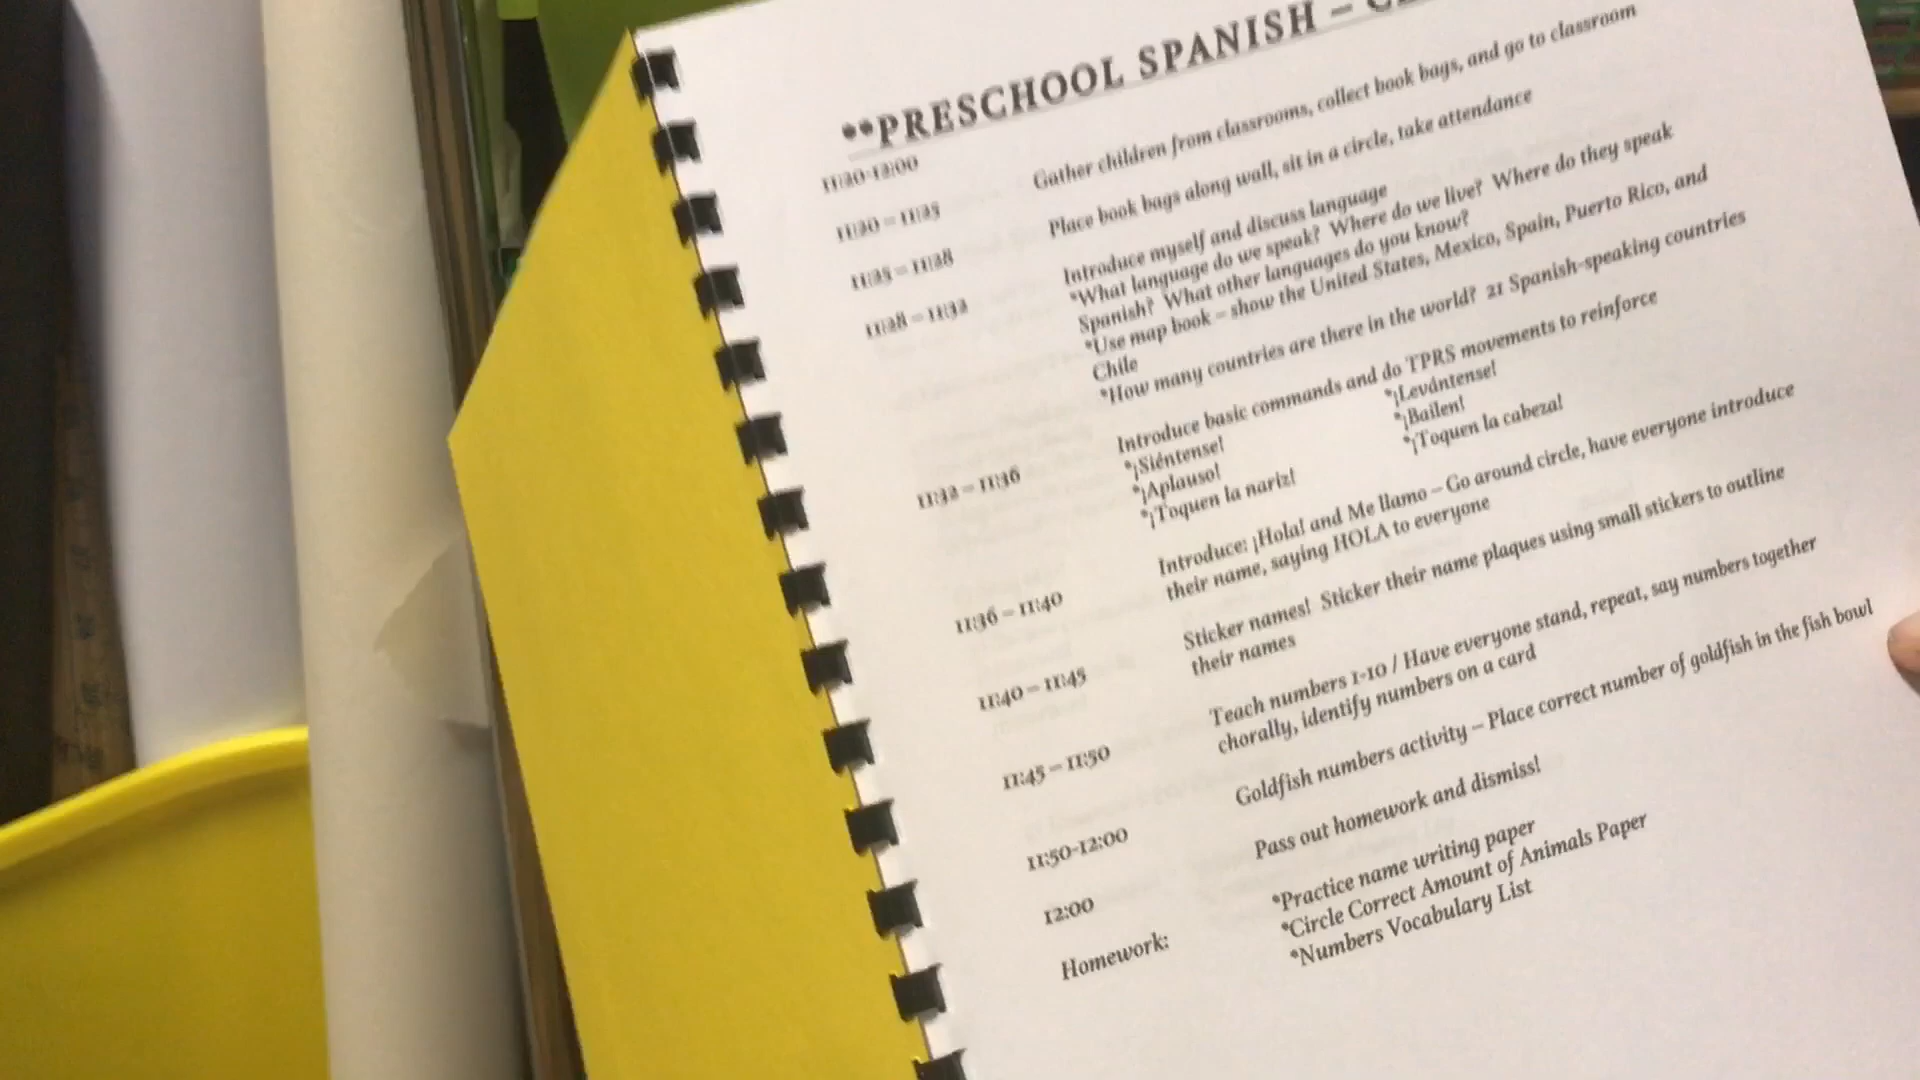 **PRESCHOOL SPANISH –
11:20-12:00 Gather children from classrooms, collect book bags, and go to classroom
11:20 – 11:25 Place book bags along wall, sit in a circle, take attendance
11:25 – 11:28 Introduce myself and discuss language
11:28 – 11:32 *What language do we speak? Where do we live? Where do they speak
Spanish? What other languages do you know?
*Use map book – show the United States, Mexico, Spain, Puerto Rico, and
Chile
*How many countries are there in the world? 21 Spanish-speaking countries
11:32 – 11:36 Introduce basic commands and do TPRS movements to reinforce
*¡Siéntense! *¡Levántense!
*¡Aplauso! *¡Bailen!
*¡Toquen la nariz! *¡Toquen la cabeza!
11:36 – 11:40 Introduce: ¡Hola! and Me llamo – Go around circle, have everyone introduce
their name, saying HOLA to everyone
11:40 – 11:45 Sticker names! Sticker their name plaques using small stickers to outline
their names
11:45 – 11:50 Teach numbers 1-10 / Have everyone stand, repeat, say numbers together
chorally, identify numbers on a card
11:50-12:00 Goldfish numbers activity – Place correct number of goldfish in the fish bowl
12:00 Pass out homework and dismiss!
Homework: *Practice name writing paper
*Circle Correct Amount of Animals Paper
*Numbers Vocabulary List